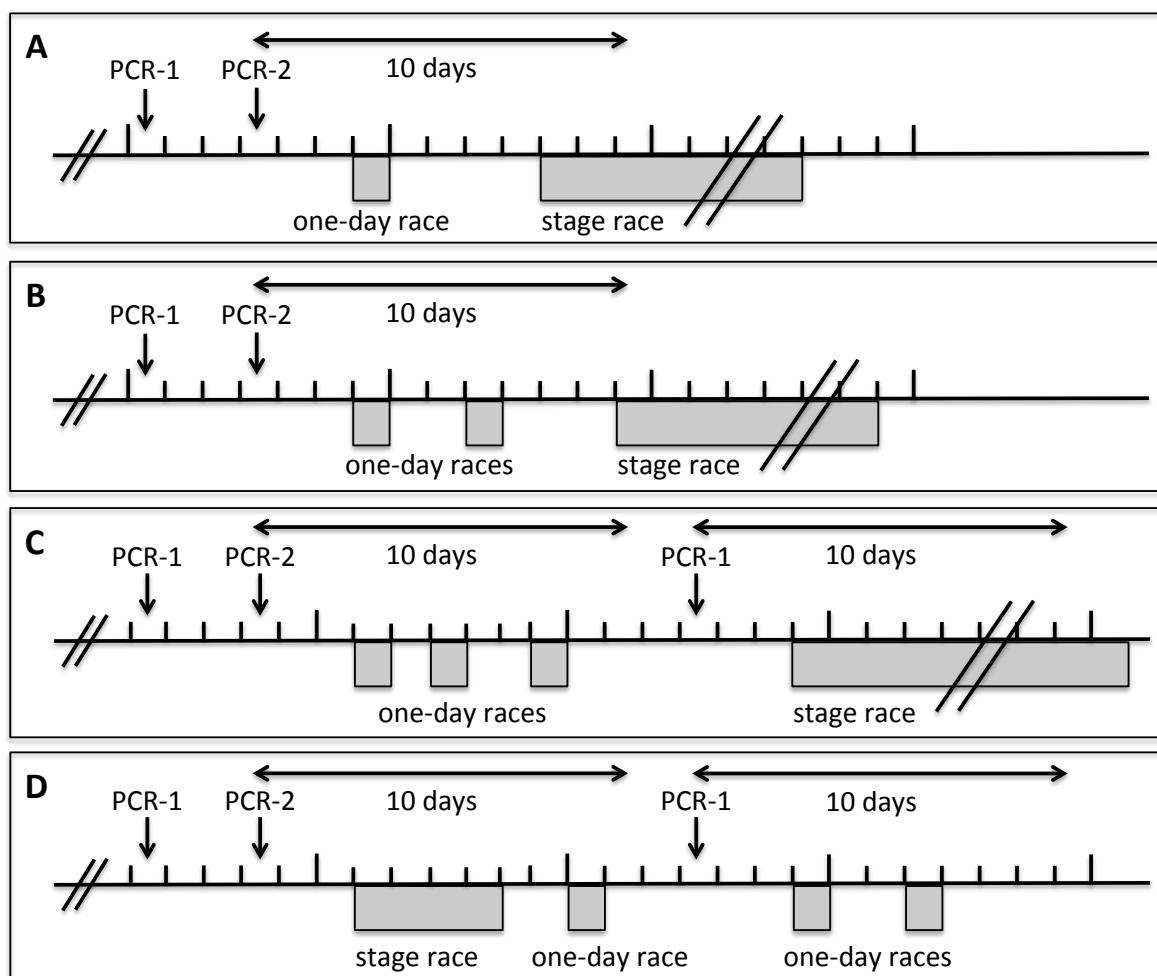 A
10 days
PCR-1 PCR-2
one-day race stage race
B
10 days
PCR-1 PCR-2
one-day races stage race
C
10 days 10 days
PCR-1 PCR-2 PCR-1
one-day races stage race
D
10 days 10 days
PCR-1 PCR-2 PCR-1
stage race one-day race one-day races